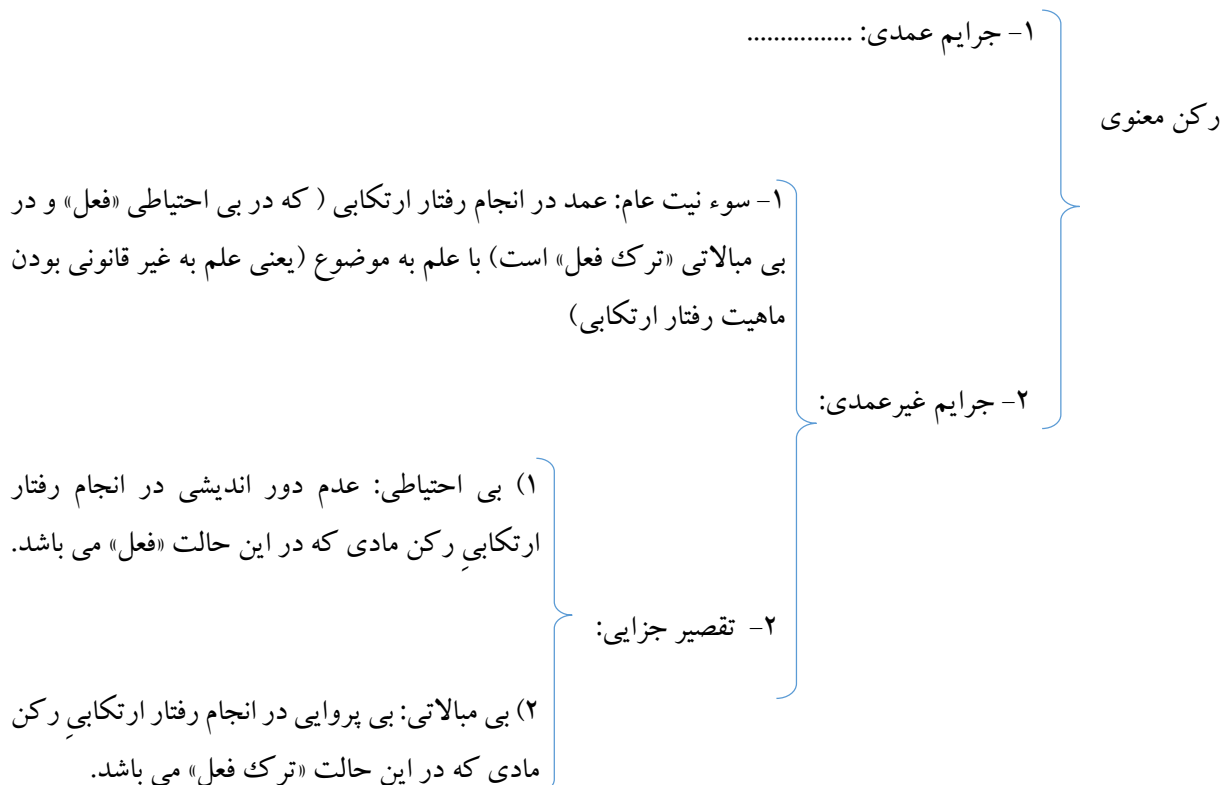 ۱- جرایم عمدی: ................
رکن معنوی
۱- سوء نیت عام: عمد در انجام رفتار ارتکابی ( که در بی احتیاطی «فعل» و در
بی مبالاتی «ترک فعل» است) با علم به موضوع (یعنی علم به غیر قانونی بودن
ماهیت رفتار ارتکابی)
۲- جرایم غیرعمدی:
۱) بی احتیاطی: عدم دور اندیشی در انجام رفتار
ارتکابیِ رکن مادی که در این حالت «فعل» می باشد.
۲- تقصیر جزایی:
۲) بی مبالاتی: بی پروایی در انجام رفتار ارتکابیِ رکن
مادی که در این حالت «ترک فعل» می باشد.